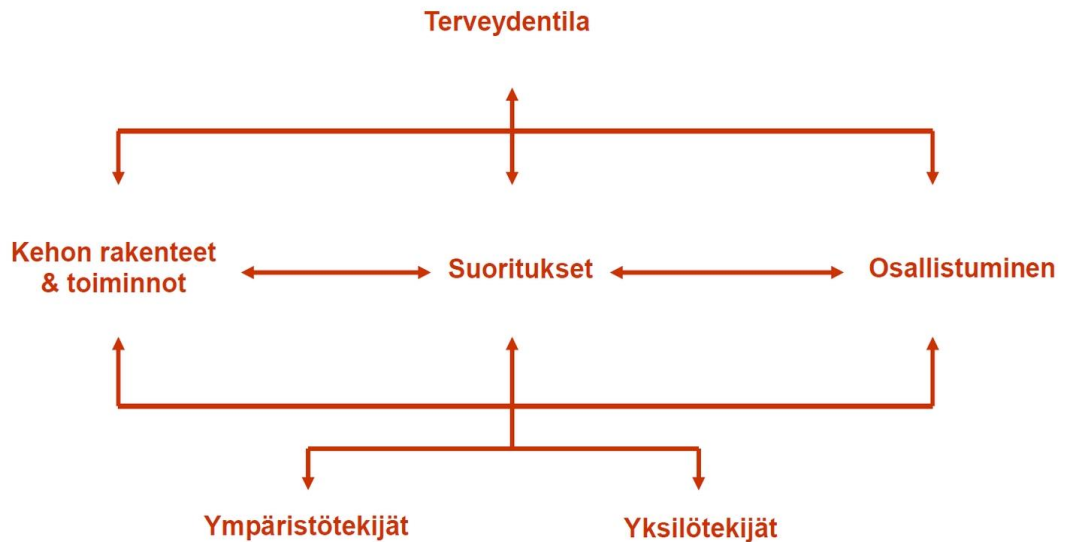 Terveydentila
Kehon rakenteet
& toiminnot
Suoritukset
Osallistuminen
Ympäristötekijät
Yksilötekijät